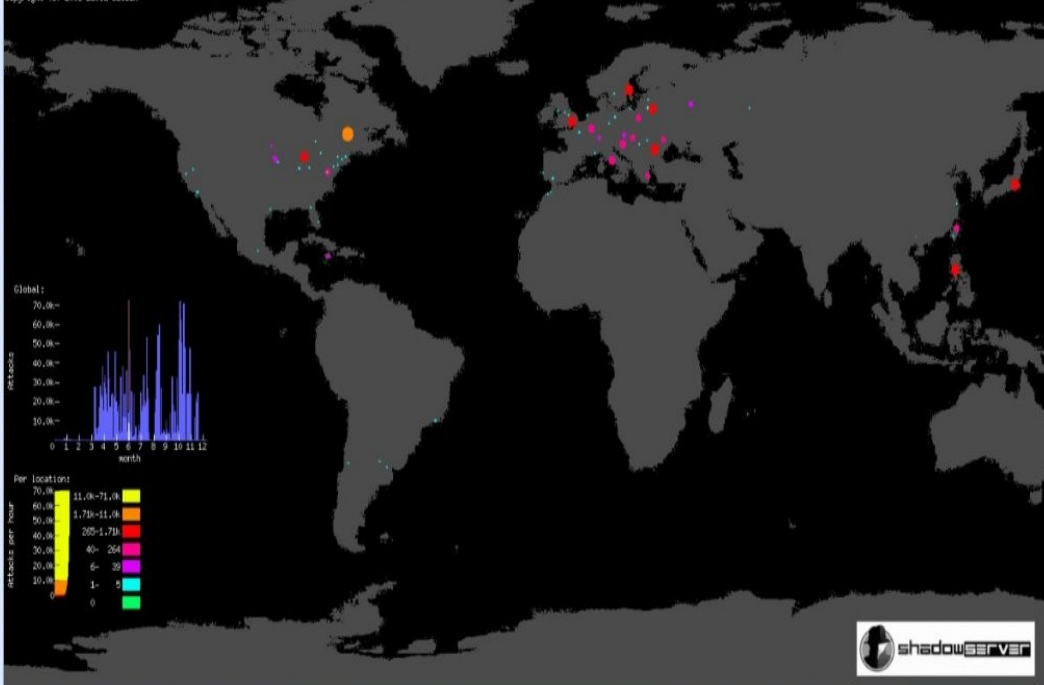 Global:
70.0k
60.0k
50.0k
40.0k
30.0k
20.0k
10.0k
Attacks
0 1 2 3 4 5 6 7 8 9 10 11 12
month
Per location:
70.0k
60.0k
50.0k
40.0k
30.0k
20.0k
10.0k
0
Attacks per hour
11.0k-71.0k
1.71k-11.0k
265-1.71k
40- 264
6- 39
1- 5
0
shadowserver